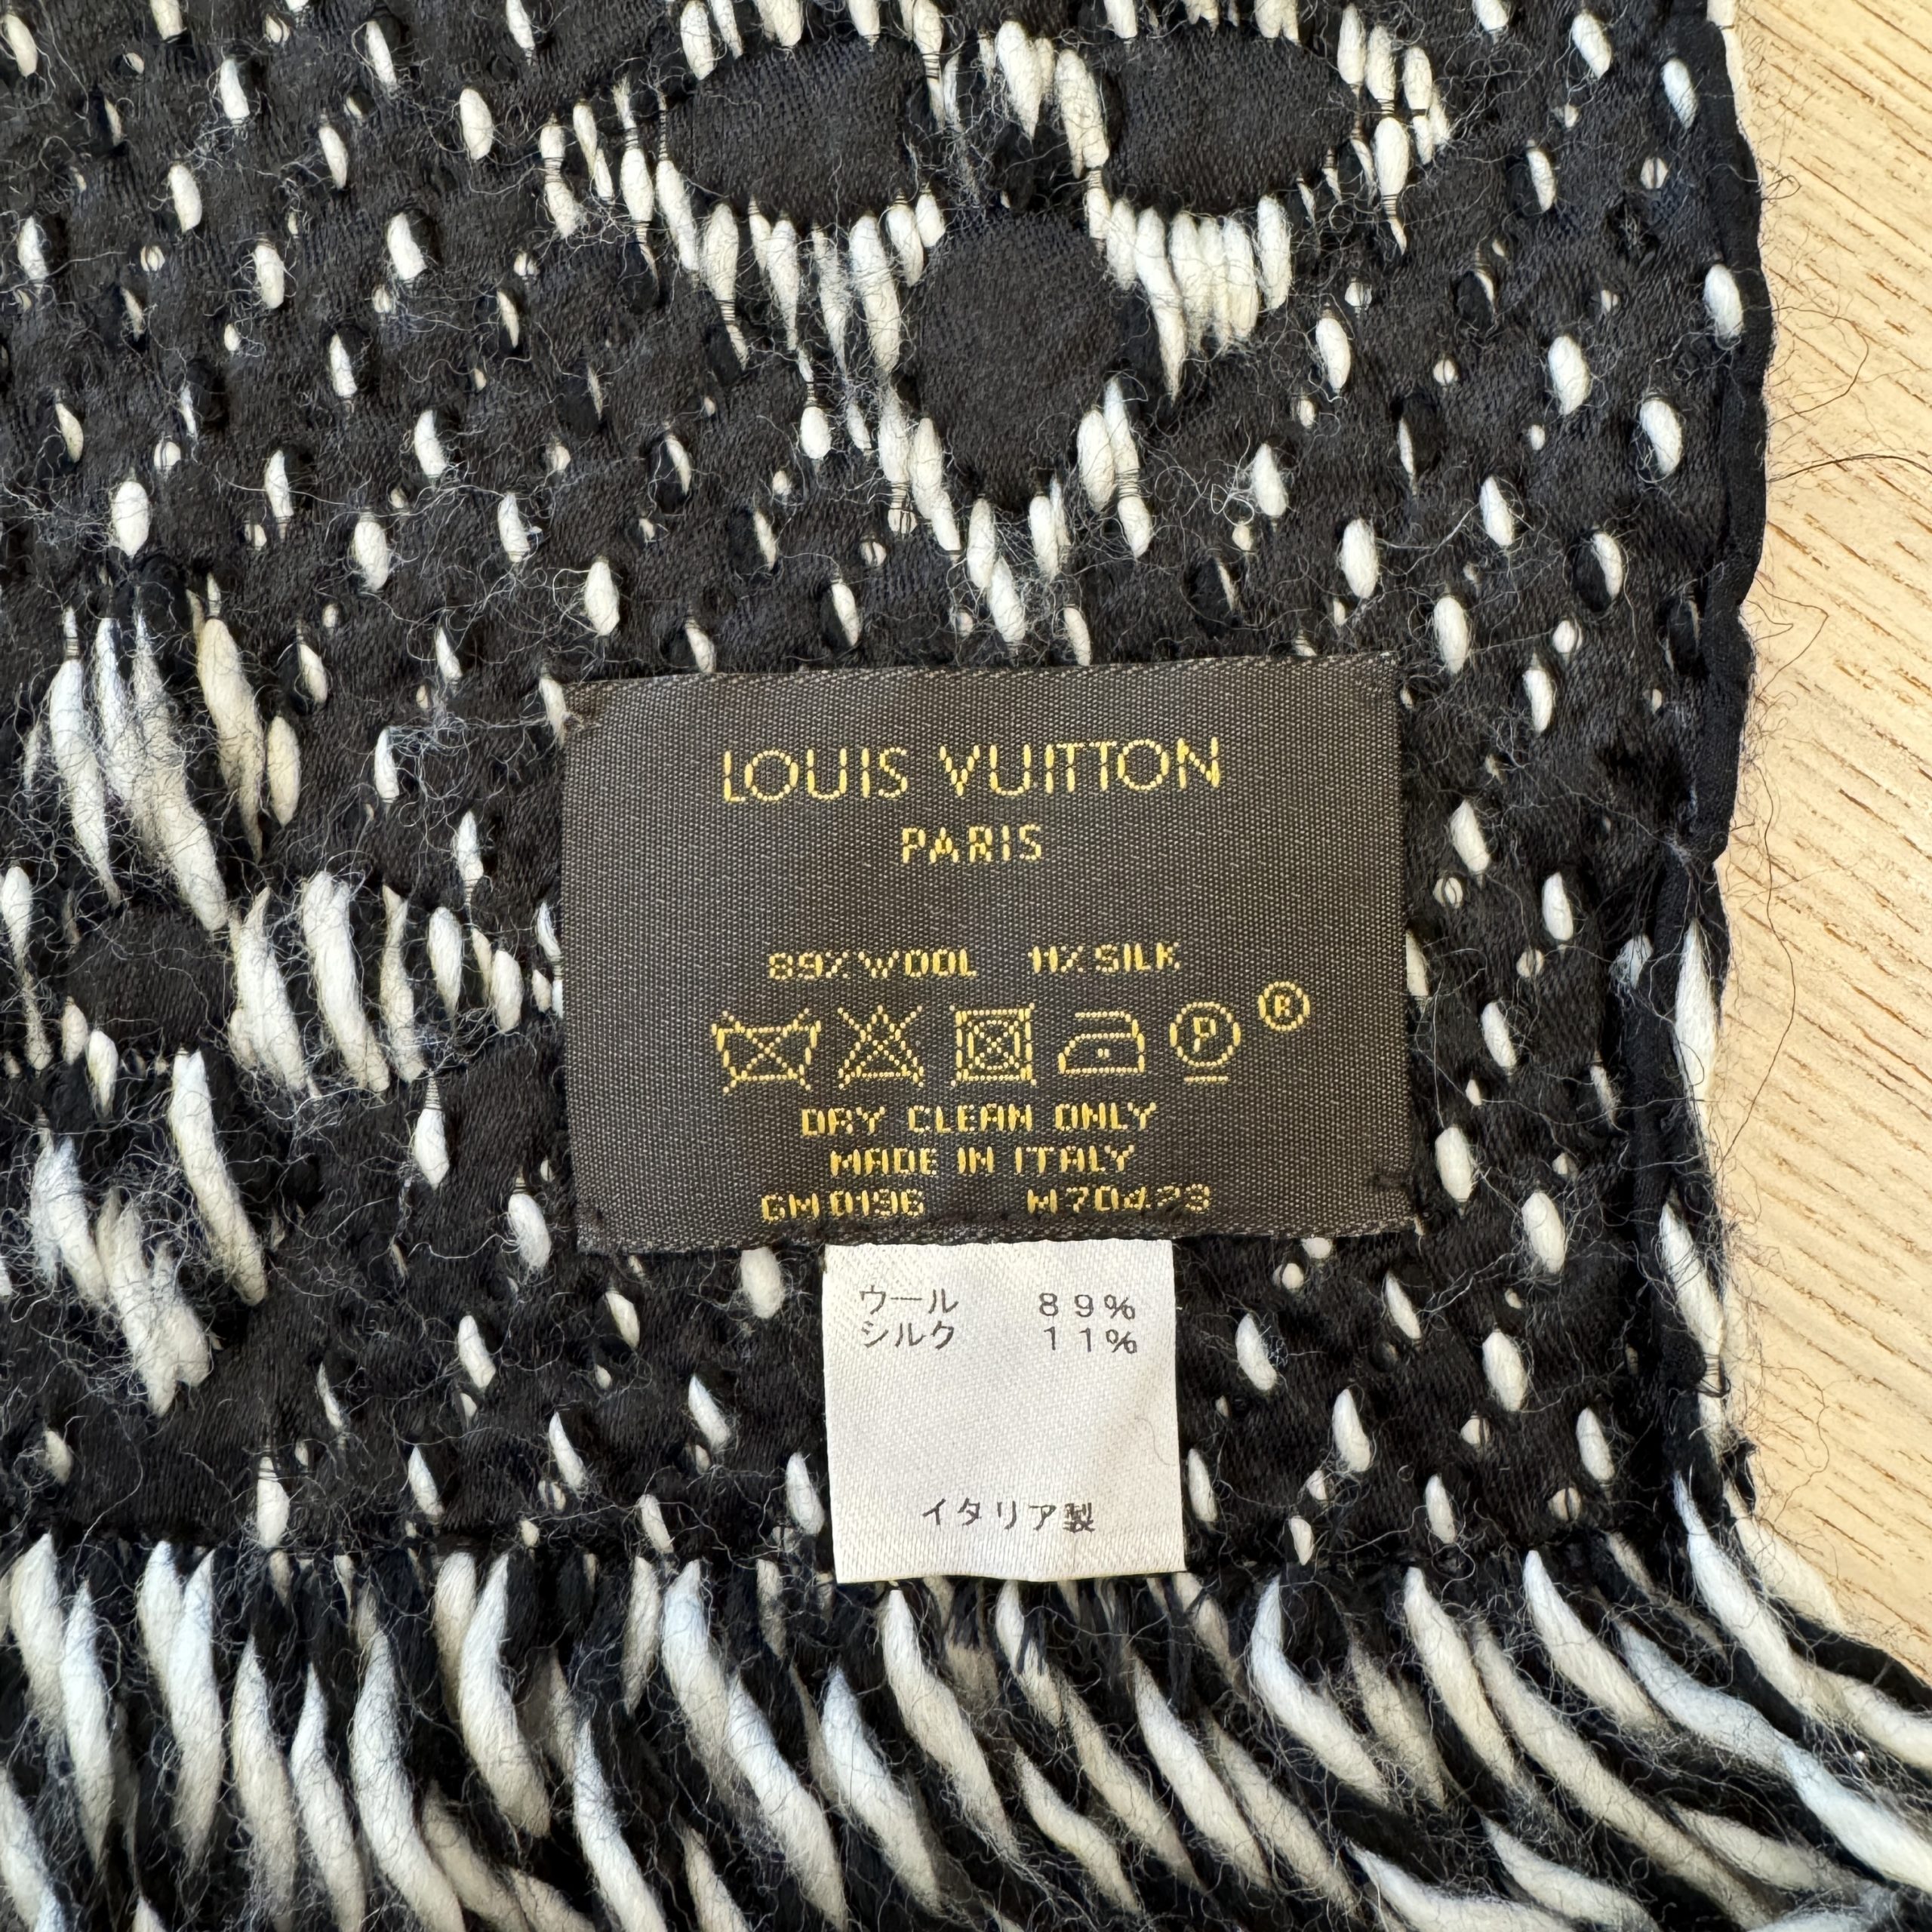 LOUIS VUITTON
PARIS
89% WOOL 11% SILK
P ®
DRY CLEAN ONLY
MADE IN ITALY
GM0196 M70423
ウール 89%
シルク 11%
イタリア製